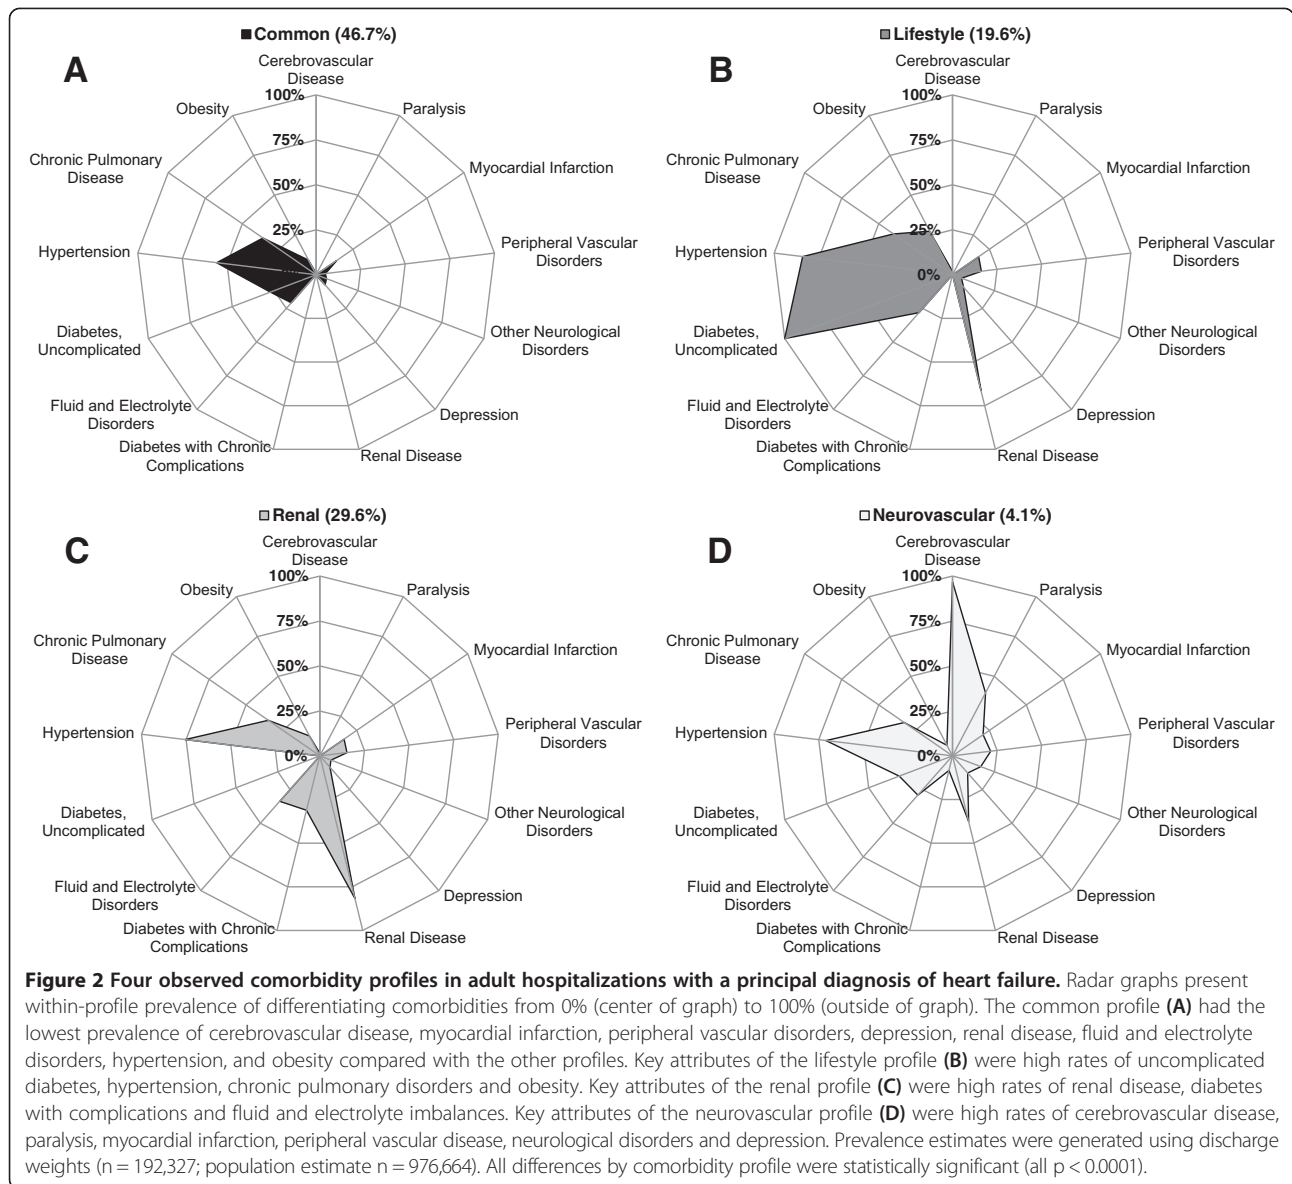 Common (46.7%)
A
Cerebrovascular
Disease
100%
Obesity
Paralysis
75%
Chronic Pulmonary
Disease
Myocardial Infarction
50%
Hypertension
25%
Peripheral Vascular
Disorders
Diabetes,
Uncomplicated
Other Neurological
Disorders
Fluid and Electrolyte
Disorders
Depression
Diabetes with Chronic
Complications
Renal Disease
Lifestyle (19.6%)
B
Cerebrovascular
Disease
100%
Obesity
Paralysis
75%
Chronic Pulmonary
Disease
Myocardial Infarction
50%
Hypertension
25%
Peripheral Vascular
Disorders
0%
Diabetes,
Uncomplicated
Other Neurological
Disorders
Fluid and Electrolyte
Disorders
Depression
Diabetes with Chronic
Complications
Renal Disease
Renal (29.6%)
C
Cerebrovascular
Disease
100%
Obesity
Paralysis
75%
Chronic Pulmonary
Disease
Myocardial Infarction
50%
Hypertension
25%
Peripheral Vascular
Disorders
0%
Diabetes,
Uncomplicated
Other Neurological
Disorders
Fluid and Electrolyte
Disorders
Depression
Diabetes with Chronic
Complications
Renal Disease
Neurovascular (4.1%)
D
Cerebrovascular
Disease
100%
Obesity
Paralysis
75%
Chronic Pulmonary
Disease
Myocardial Infarction
50%
Hypertension
25%
Peripheral Vascular
Disorders
0%
Diabetes,
Uncomplicated
Other Neurological
Disorders
Fluid and Electrolyte
Disorders
Depression
Diabetes with Chronic
Complications
Renal Disease
Figure 2 Four observed comorbidity profiles in adult hospitalizations with a principal diagnosis of heart failure. Radar graphs present
within-profile prevalence of differentiating comorbidities from 0% (center of graph) to 100% (outside of graph). The common profile (A) had the
lowest prevalence of cerebrovascular disease, myocardial infarction, peripheral vascular disorders, depression, renal disease, fluid and electrolyte
disorders, hypertension, and obesity compared with the other profiles. Key attributes of the lifestyle profile (B) were high rates of uncomplicated
diabetes, hypertension, chronic pulmonary disorders and obesity. Key attributes of the renal profile (C) were high rates of renal disease, diabetes
with complications and fluid and electrolyte imbalances. Key attributes of the neurovascular profile (D) were high rates of cerebrovascular disease,
paralysis, myocardial infarction, peripheral vascular disease, neurological disorders and depression. Prevalence estimates were generated using discharge
weights (n = 192,327; population estimate n = 976,664). All differences by comorbidity profile were statistically significant (all p < 0.0001).